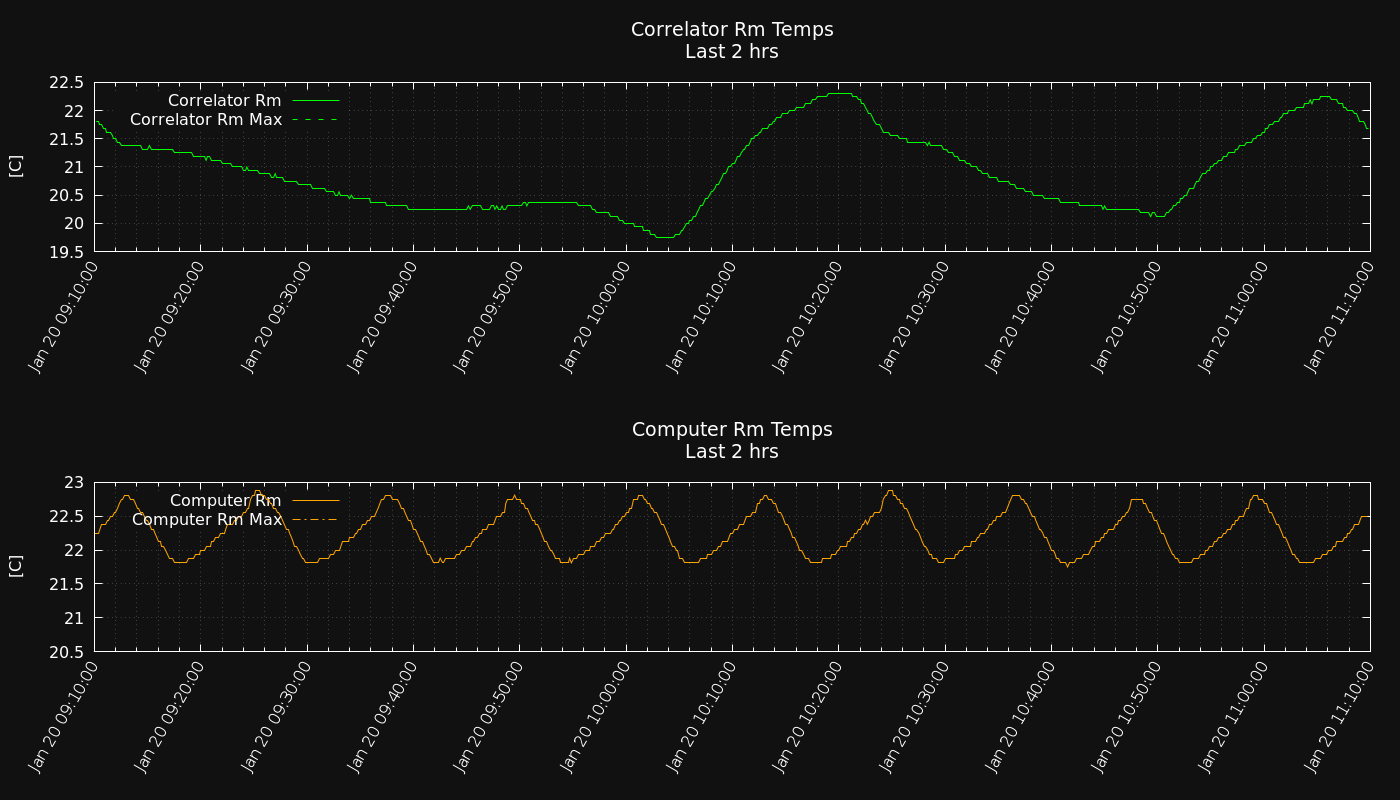 Correlator Rm Temps
Last 2 hrs
22.5
22
21.5
21
20.5
20
19.5
[C]
Correlator Rm
Correlator Rm Max
Jan 20 09:10:00
Jan 20 09:20:00
Jan 20 09:30:00
Jan 20 09:40:00
Jan 20 09:50:00
Jan 20 10:00:00
Jan 20 10:10:00
Jan 20 10:20:00
Jan 20 10:30:00
Jan 20 10:40:00
Jan 20 10:50:00
Jan 20 11:00:00
Jan 20 11:10:00
Computer Rm Temps
Last 2 hrs
23
22.5
22
21.5
21
20.5
[C]
Computer Rm
Computer Rm Max
Jan 20 09:10:00
Jan 20 09:20:00
Jan 20 09:30:00
Jan 20 09:40:00
Jan 20 09:50:00
Jan 20 10:00:00
Jan 20 10:10:00
Jan 20 10:20:00
Jan 20 10:30:00
Jan 20 10:40:00
Jan 20 10:50:00
Jan 20 11:00:00
Jan 20 11:10:00